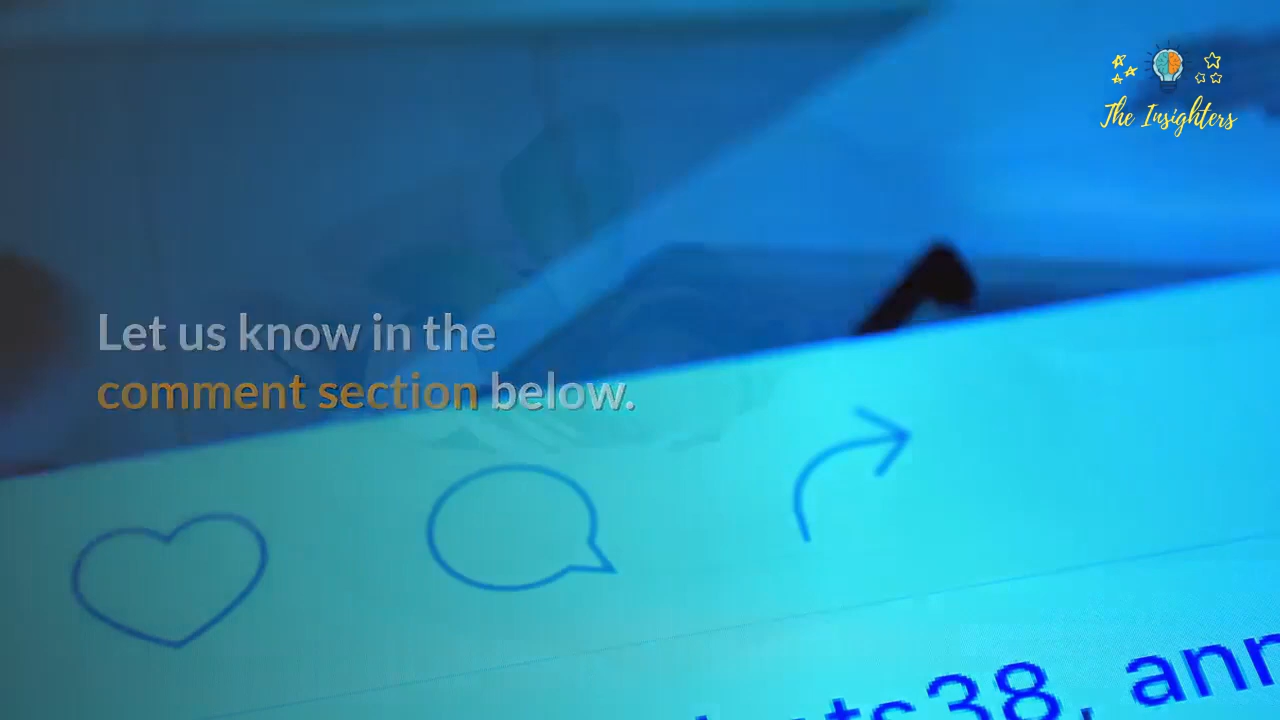 The Insighters
Let us know in the
comment section below.